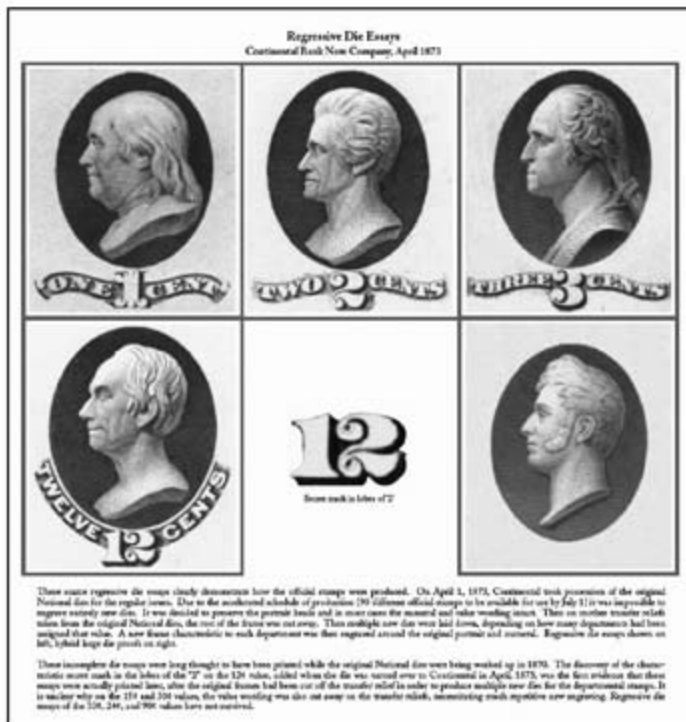 Regressive Die Essays
Continental Bank Note Company, April 1873
ONE 1 CENT
TWO 2 CENTS
THREE 3 CENTS
TWELVE 12 CENTS
12
Secret mark in lobes of '2'
These scarce regressive die essays clearly demonstrate how the official stamps were produced. On April 1, 1873, Continental took possession of the original
National dies for the regular issues. Due to the accelerated schedule of production (90 different official stamps to be available for use by July 1) it was impossible to
engrave entirely new dies. It was decided to preserve the portrait heads and in most cases the numeral and value wording intact. Then on mother transfer reliefs
taken from the original National dies, the rest of the frame was cut away. Then multiple new dies were laid down, depending on how many departments had been
assigned that value. A new frame characteristic to each department was then engraved around the original portrait and numeral. Regressive die essays shown on
left, hybrid large die proofs on right.
These incomplete die essays were long thought to have been printed while the original National dies were being worked up in 1870. The discovery of the charac-
teristic secret mark in the lobes of the "2" on the 12¢ value, added when the die was turned over to Continental in April, 1873, was the first evidence that these
essays were actually printed later, after the original frames had been cut off the transfer relief in order to produce multiple new dies for the departmental stamps. It
is unclear why on the 15¢ and 30¢ values, the value wording was also cut away on the transfer reliefs, necessitating much repetitive new engraving. Regressive die
essays of the 24¢, and 90¢ values have not survived.